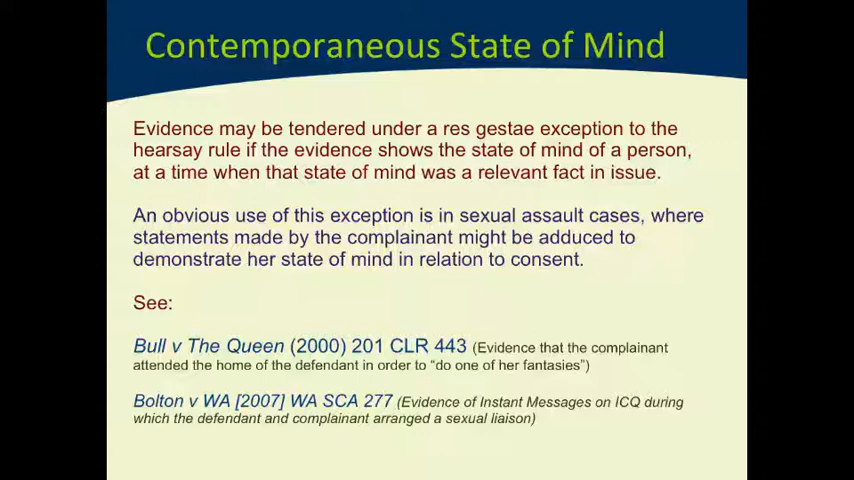 Contemporaneous State of Mind
Evidence may be tendered under a res gestae exception to the
hearsay rule if the evidence shows the state of mind of a person,
at a time when that state of mind was a relevant fact in issue.
An obvious use of this exception is in sexual assault cases, where
statements made by the complainant might be adduced to
demonstrate her state of mind in relation to consent.
See:
Bull v The Queen (2000) 201 CLR 443 (Evidence that the complainant
attended the home of the defendant in order to “do one of her fantasies”)
Bolton v WA [2007] WA SCA 277 (Evidence of Instant Messages on ICQ during
which the defendant and complainant arranged a sexual liaison)